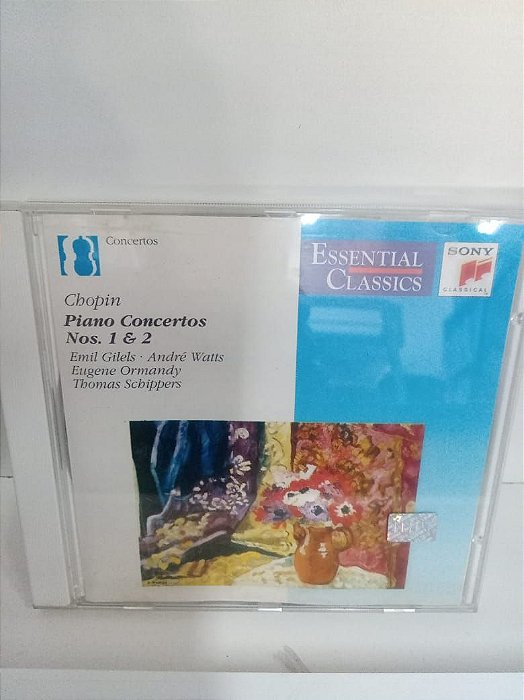 Concertos
ESSENTIAL
CLASSICS
SONY
CLASSICAL
Chopin
Piano Concertos
Nos. 1 & 2
Emil Gilels · André Watts
Eugene Ormandy
Thomas Schippers